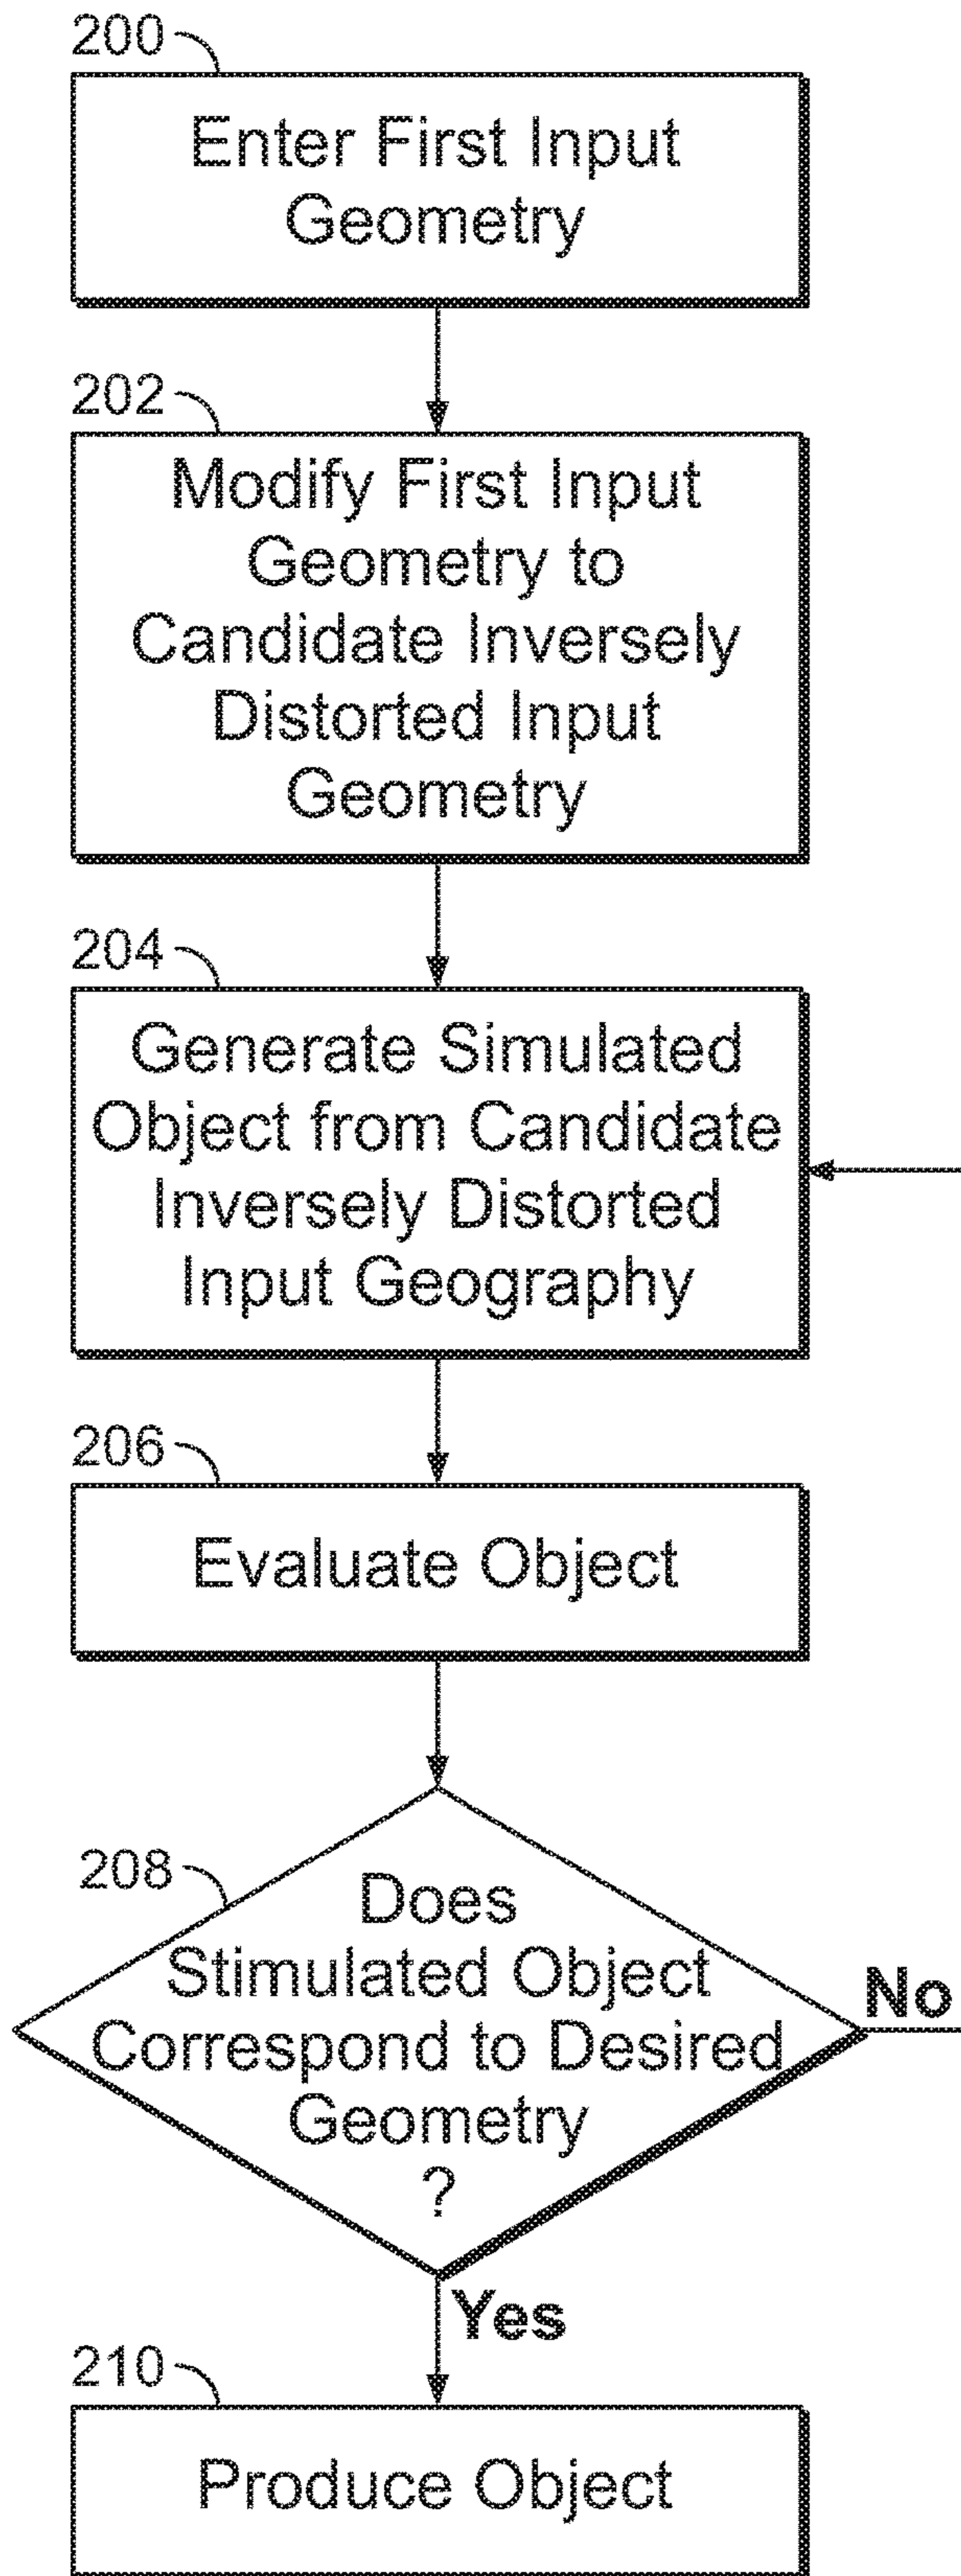 200
Enter First Input
Geometry
202
Modify First Input
Geometry to
Candidate Inversely
Distorted Input
Geometry
204
Generate Simulated
Object from Candidate
Inversely Distorted
Input Geography
206
Evaluate Object
208
Does
Stimulated Object
Correspond to Desired
Geometry
?
No
Yes
210
Produce Object